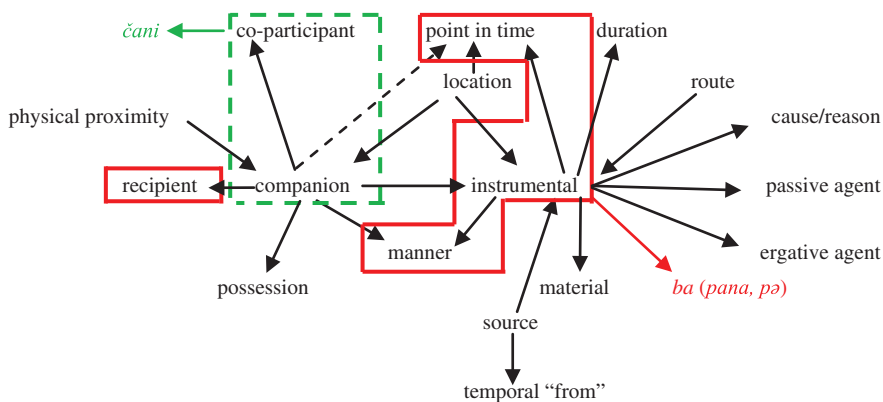 čani
co-participant
point in time
duration
location
route
physical proximity
cause/reason
recipient
companion
instrumental
passive agent
manner
ergative agent
possession
material
ba (pana, pə)
source
temporal “from”